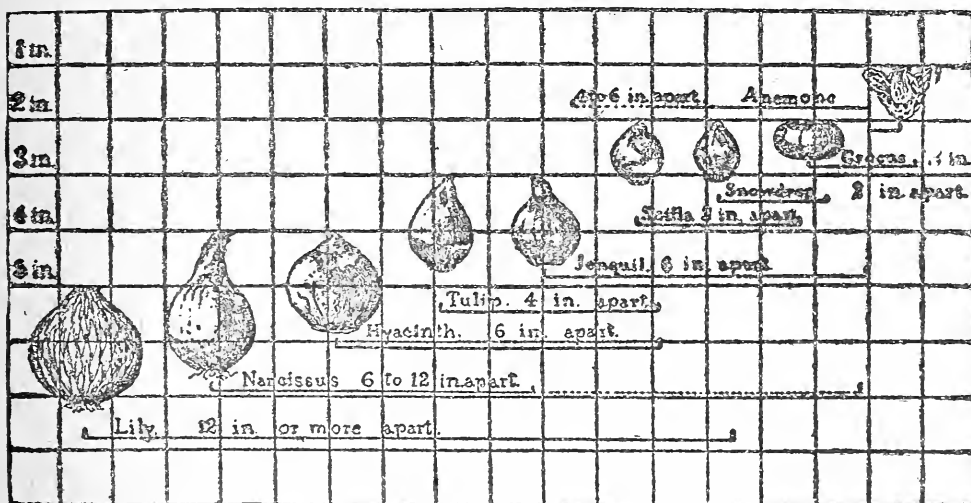 1 in.
2 in.
4 to 6 in. apart Anemone
3 in.
Crocus. in.
Snowdrop 2 in. apart.
4 in.
Scilla 2 in. apart.
5 in.
Jonquil. 6 in. apart
Tulip. 4 in. apart.
Hyacinth. 6 in. apart.
Narcissus 6 to 12 in. apart.
Lily. 12 in. or more apart.